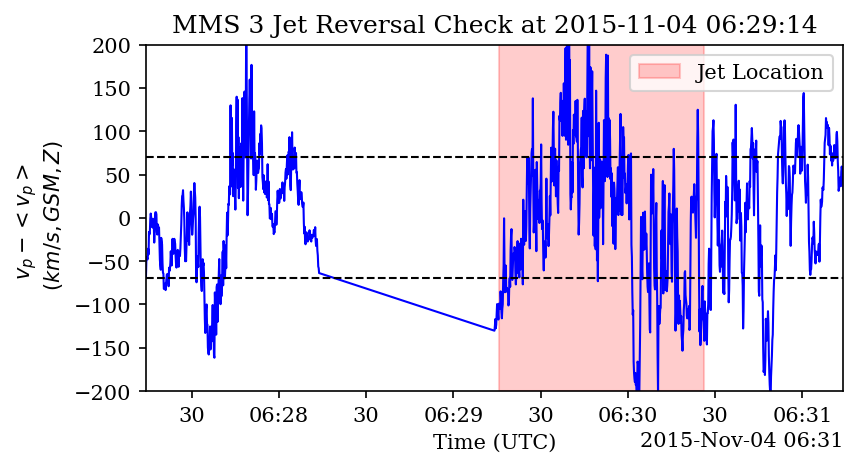 MMS 3 Jet Reversal Check at 2015-11-04 06:29:14
200
150
100
50
0
−50
−100
−150
−200
v_p − <v_p>
(km/s, GSM, Z)
Jet Location
30 06:28 30 06:29 30 06:30 30 06:31
Time (UTC)
2015-Nov-04 06:31